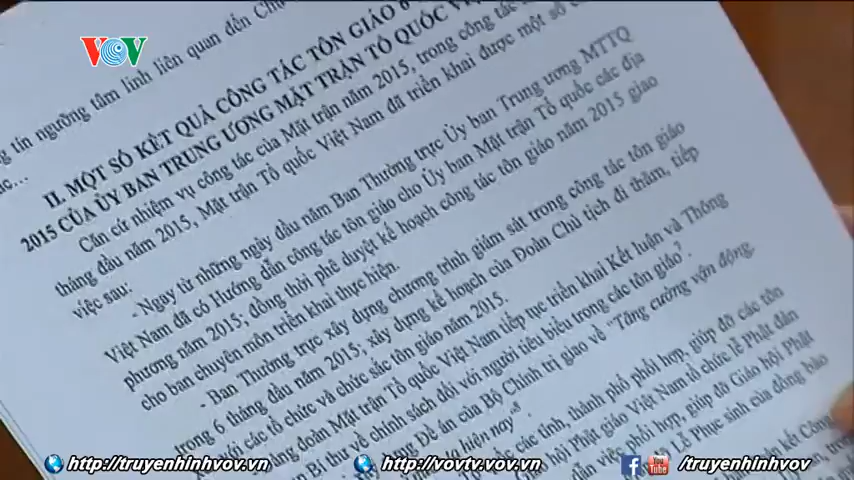 VOV
tín ngưỡng tâm linh liên quan đến
II. MỘT SỐ KẾT QUẢ CÔNG TÁC TÔN GIÁO
2015 CỦA ỦY BAN TRUNG ƯƠNG MẶT TRẬN TỔ QUỐC
Căn cứ nhiệm vụ công tác của Mặt trận năm 2015, trong công tác
tháng đầu năm 2015, Mặt trận Tổ quốc Việt Nam đã triển khai được một số
việc sau:
- Ngay từ những ngày đầu năm Ban Thường trực Ủy ban Trung ương MTTQ
Việt Nam đã có Hướng dẫn công tác tôn giáo cho Ủy ban Mặt trận Tổ quốc các địa
phương năm 2015; đồng thời phê duyệt kế hoạch công tác tôn giáo năm 2015 giao
cho ban chuyên môn triển khai thực hiện.
- Ban Thường trực xây dựng chương trình giám sát trong công tác tôn giáo
trong 6 tháng đầu năm 2015; xây dựng kế hoạch của Đoàn Chủ tịch đi thăm, tiếp
các tổ chức và chức sắc tôn giáo năm 2015.
đoàn Mặt trận Tổ quốc Việt Nam tiếp tục triển khai Kết luận và Thông
Ban Bí thư về chính sách đối với người tiêu biểu trong các tôn giáo
Đề án của Bộ Chính trị giao về "Tăng cường vận động,
hiện nay"
các tỉnh, thành phố phối hợp, giúp đỡ các tôn
Giáo hội Phật giáo Việt Nam tổ chức lễ Phật đản
việc phối hợp, giúp đỡ Giáo hội Phật
Lễ Phục sinh của đồng bào
kết Công
http://truyenhinhvov.vn
http://vovtv.vov.vn
f You Tube /truyenhinhvov